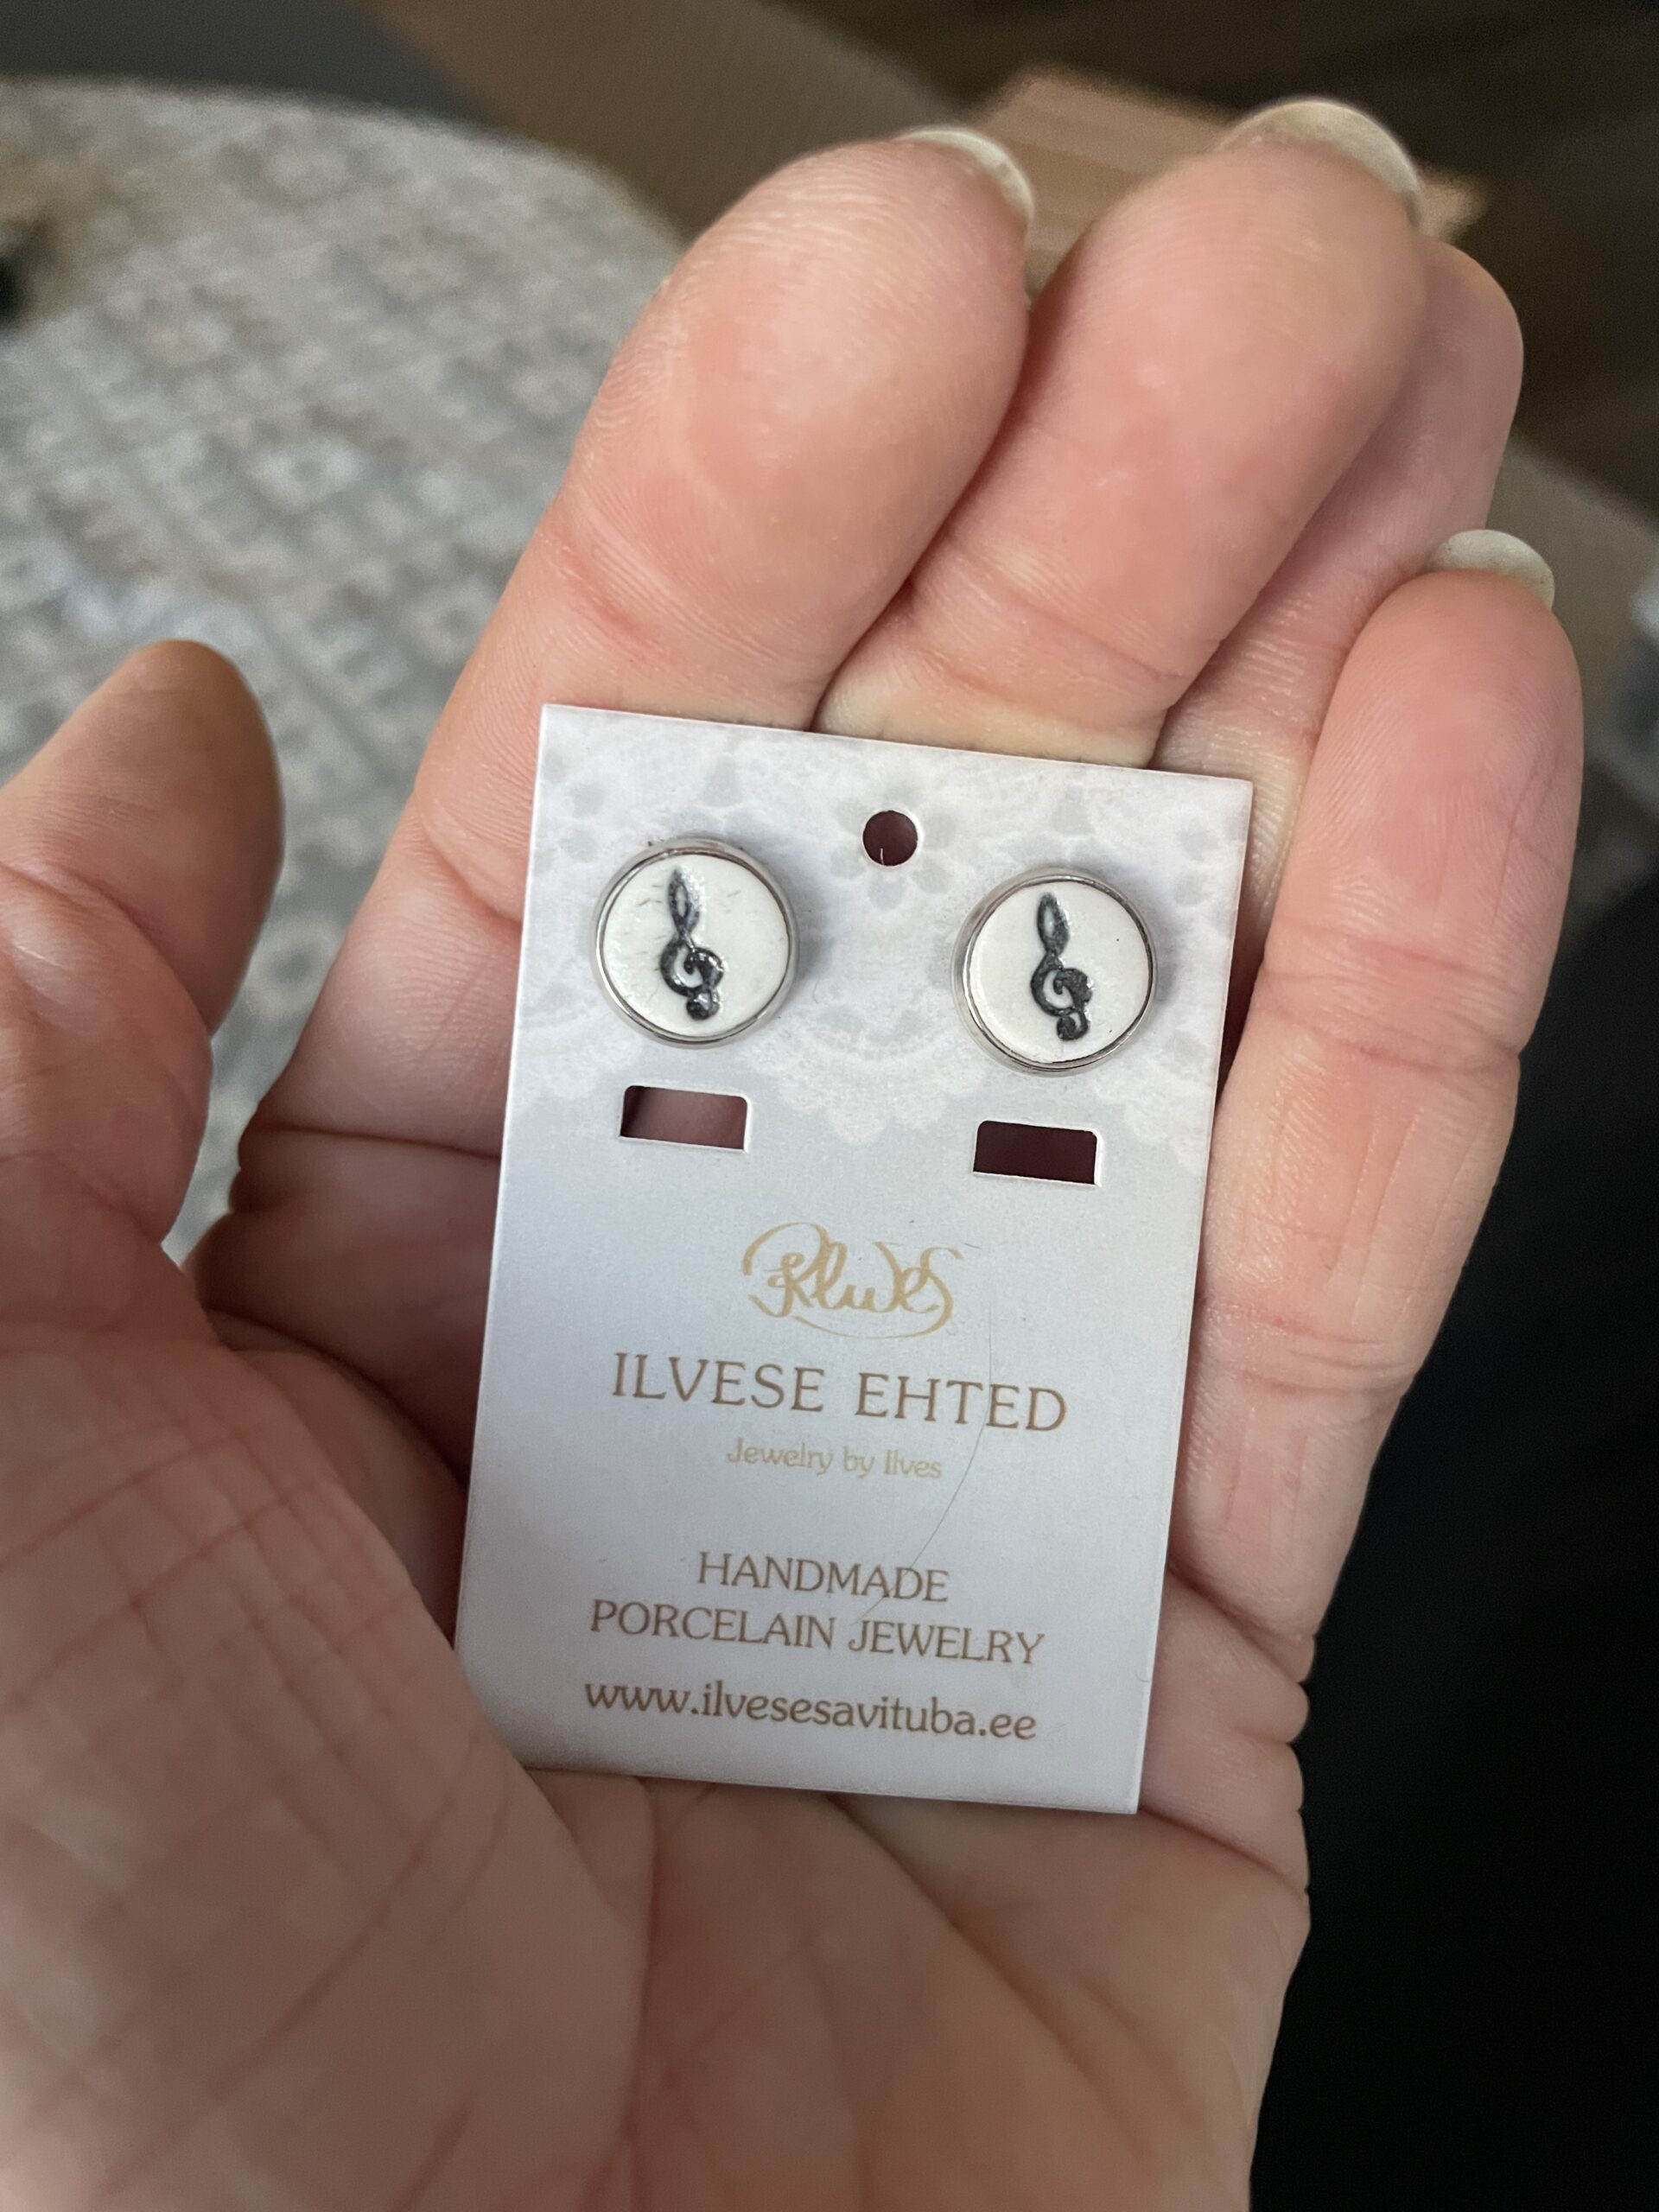 ILVESE EHTED
Jewelry by Ilves
HANDMADE
PORCELAIN JEWELRY
www.ilvesesavituba.ee